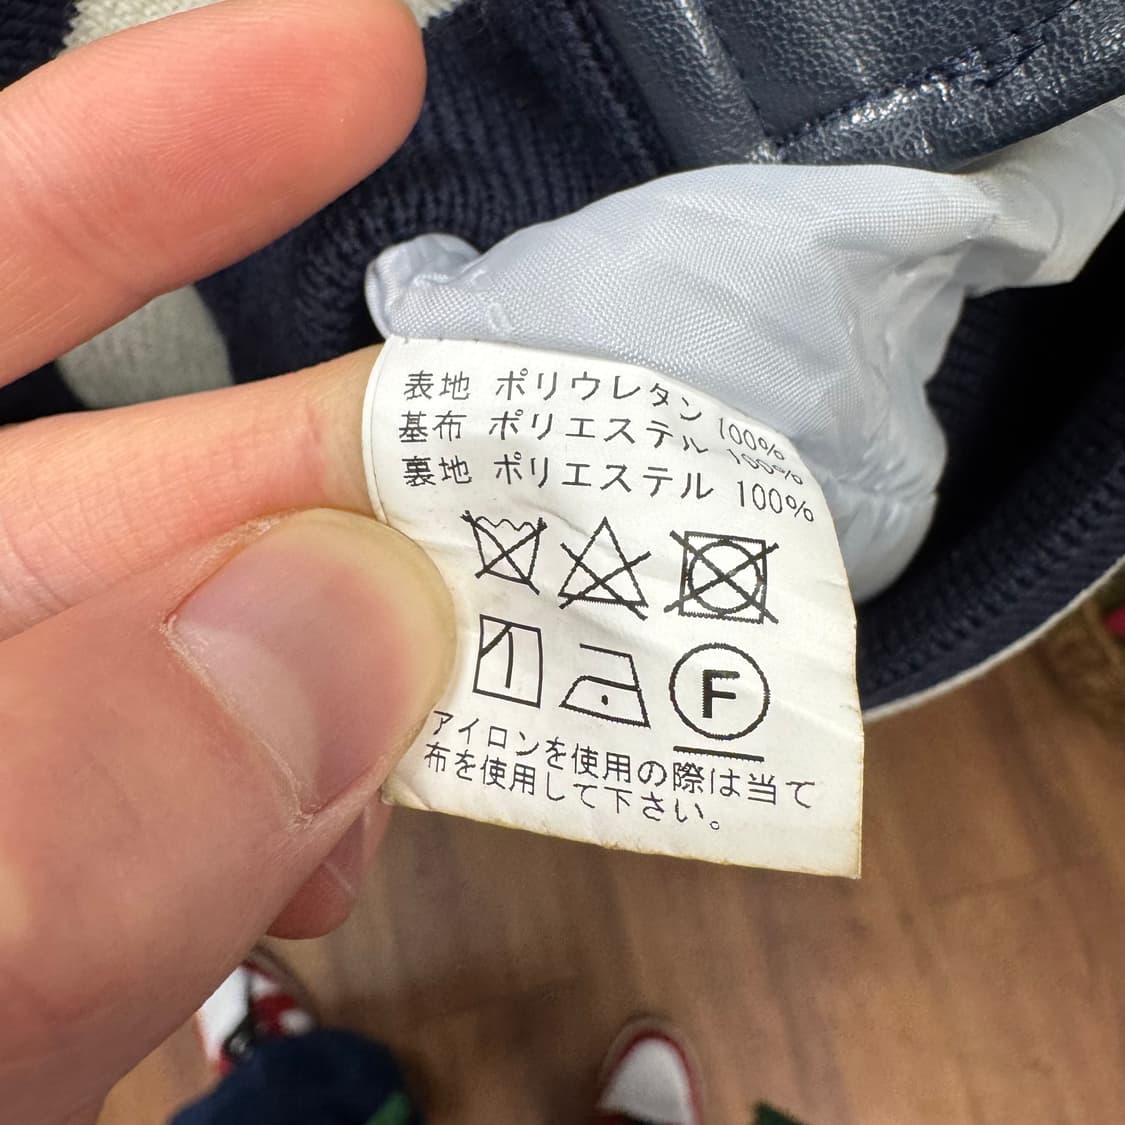 表地 ポリウレタン 100%
基布 ポリエステル 100%
裏地 ポリエステル 100%
F
アイロンを使用の際は当て
布を使用して下さい。